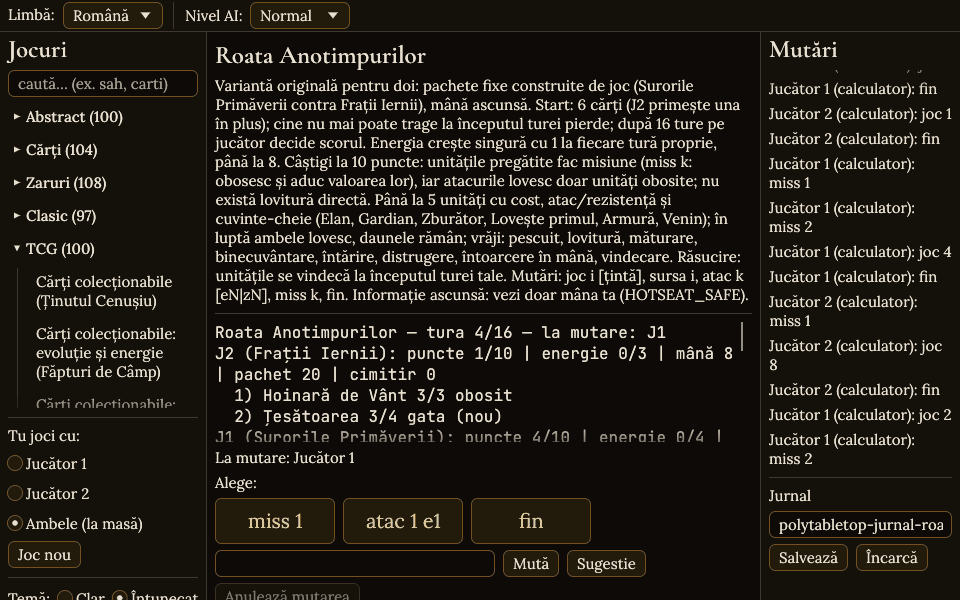 Limbă: Română ▼ Nivel AI: Normal ▼
Jocuri
caută... (ex. sah, carti)
▸ Abstract (100)
▸ Cărți (104)
▸ Zaruri (108)
▸ Clasic (97)
▾ TCG (100)
Cărți colecționabile
(Ținutul Cenușiu)
Cărți colecționabile:
evoluție și energie
(Făpturi de Câmp)
Cărți colecționabile:
Tu joci cu:
Jucător 1
Jucător 2
Ambele (la masă)
Joc nou
Temă: Clar Întunecat
Roata Anotimpurilor
Variantă originală pentru doi: pachete fixe construite de joc (Surorile
Primăverii contra Frații Iernii), mână ascunsă. Start: 6 cărți (J2 primește una
în plus); cine nu mai poate trage la începutul turei pierde; după 16 ture pe
jucător decide scorul. Energia crește singură cu 1 la fiecare tură proprie,
până la 8. Câștigi la 10 puncte: unitățile pregătite fac misiune (miss k:
obosesc și aduc valoarea lor), iar atacurile lovesc doar unități obosite; nu
există lovitură directă. Până la 5 unități cu cost, atac/rezistență și
cuvinte-cheie (Elan, Gardian, Zburător, Lovește primul, Armură, Venin); în
luptă ambele lovesc, daunele rămân; vrăji: pescuit, lovitură, măturare,
binecuvântare, întărire, distrugere, întoarcere în mână, vindecare. Răsucire:
unitățile se vindecă la începutul turei tale. Mutări: joc i [țintă], sursa i, atac k
[eN|zN], miss k, fin. Informație ascunsă: vezi doar mâna ta (HOTSEAT_SAFE).
Roata Anotimpurilor — tura 4/16 — la mutare: J1
J2 (Frații Iernii): puncte 1/10 | energie 0/3 | mână 8
| pachet 20 | cimitir 0
1) Hoinară de Vânt 3/3 obosit
2) Țesătoarea 3/4 gata (nou)
J1 (Surorile Primăverii): puncte 4/10 | energie 0/4 |
La mutare: Jucător 1
Alege:
miss 1 atac 1 e1 fin
Mută Sugestie
Anulează mutarea
Mutări
Jucător 1 (calculator): fin
Jucător 2 (calculator): joc 1
Jucător 2 (calculator): fin
Jucător 1 (calculator):
miss 1
Jucător 1 (calculator):
miss 2
Jucător 1 (calculator): joc 4
Jucător 1 (calculator): fin
Jucător 2 (calculator):
miss 1
Jucător 2 (calculator): joc
8
Jucător 2 (calculator): fin
Jucător 1 (calculator): joc 2
Jucător 1 (calculator):
miss 2
Jurnal
polytabletop-jurnal-roa
Salvează Încarcă